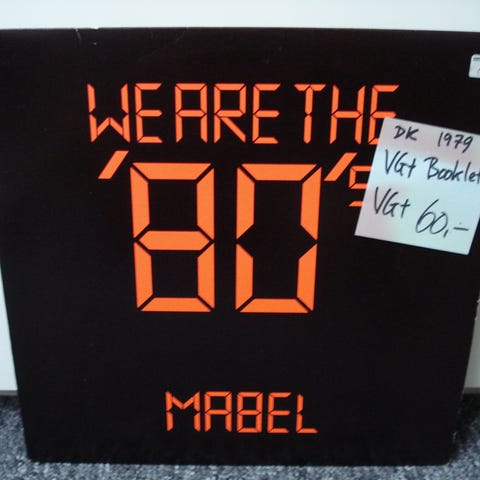 WE ARE THE
'80's
MABEL
DK 1979
VG+ Booklet
VG+ 60,-